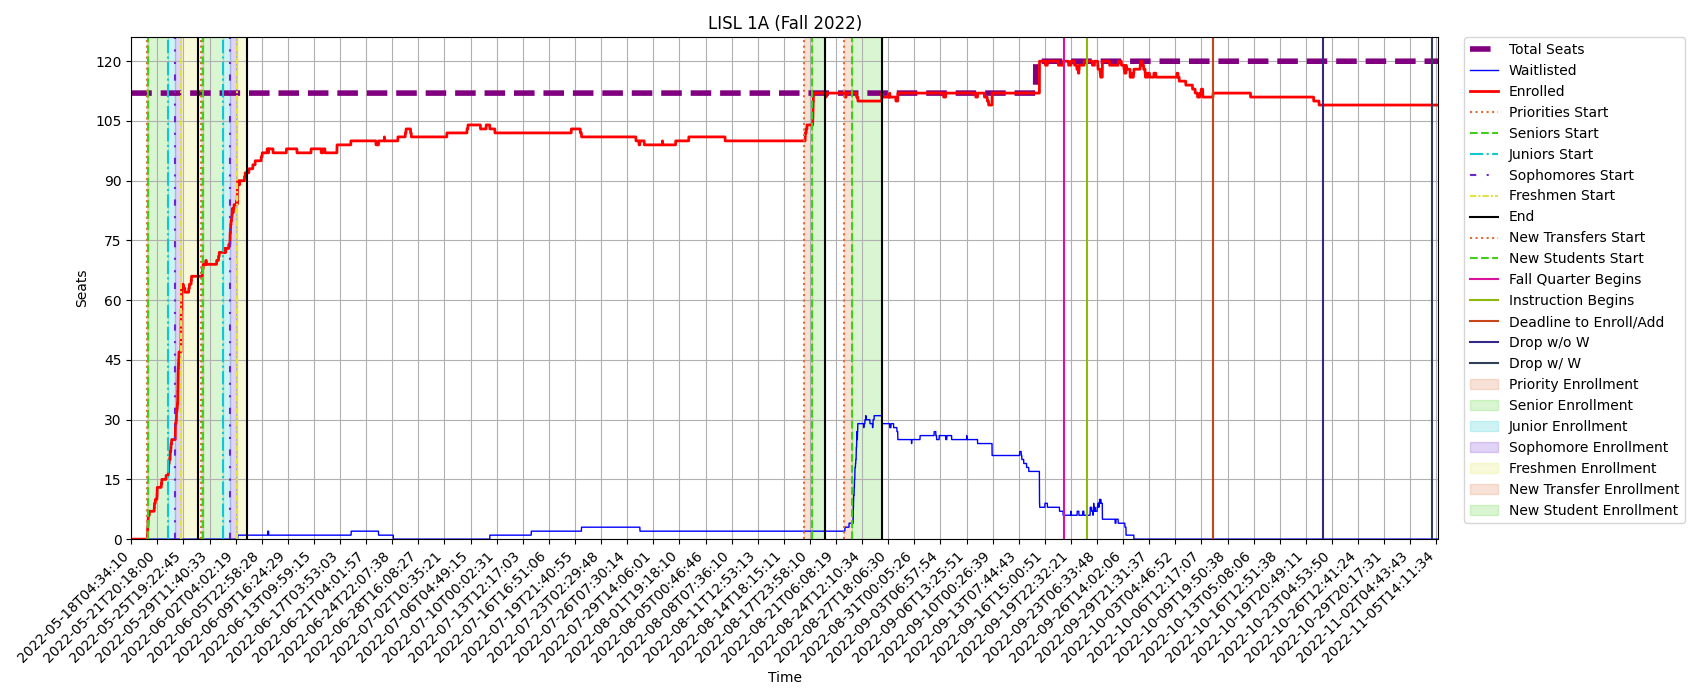 LISL 1A (Fall 2022)
Seats
120
105
90
75
60
45
30
15
0
2022-05-18T04:34:10
2022-05-21T20:18:00
2022-05-25T19:22:45
2022-05-29T11:40:33
2022-06-02T04:02:19
2022-06-05T22:58:28
2022-06-09T16:24:29
2022-06-13T09:59:15
2022-06-17T03:53:03
2022-06-21T04:01:57
2022-06-24T22:07:38
2022-06-28T16:08:27
2022-07-02T10:35:21
2022-07-06T04:49:15
2022-07-10T00:02:31
2022-07-13T12:17:03
2022-07-16T16:51:06
2022-07-19T21:40:55
2022-07-23T02:29:48
2022-07-26T07:30:14
2022-07-29T14:06:01
2022-08-01T19:18:10
2022-08-05T00:46:46
2022-08-08T07:36:10
2022-08-11T12:53:13
2022-08-14T18:15:11
2022-08-17T23:58:10
2022-08-21T06:08:19
2022-08-24T12:10:34
2022-08-27T18:06:30
2022-08-31T00:05:26
2022-09-03T06:57:54
2022-09-06T13:25:51
2022-09-10T00:26:39
2022-09-13T07:44:43
2022-09-16T15:00:51
2022-09-19T22:32:21
2022-09-23T06:33:48
2022-09-26T14:02:06
2022-09-29T21:31:37
2022-10-03T04:46:52
2022-10-06T12:17:07
2022-10-09T19:50:38
2022-10-13T05:08:06
2022-10-16T12:51:38
2022-10-19T20:49:11
2022-10-23T04:53:50
2022-10-26T12:41:24
2022-10-29T20:17:31
2022-11-02T04:43:43
2022-11-05T14:11:34
Time
Total Seats
Waitlisted
Enrolled
Priorities Start
Seniors Start
Juniors Start
Sophomores Start
Freshmen Start
End
New Transfers Start
New Students Start
Fall Quarter Begins
Instruction Begins
Deadline to Enroll/Add
Drop w/o W
Drop w/ W
Priority Enrollment
Senior Enrollment
Junior Enrollment
Sophomore Enrollment
Freshmen Enrollment
New Transfer Enrollment
New Student Enrollment